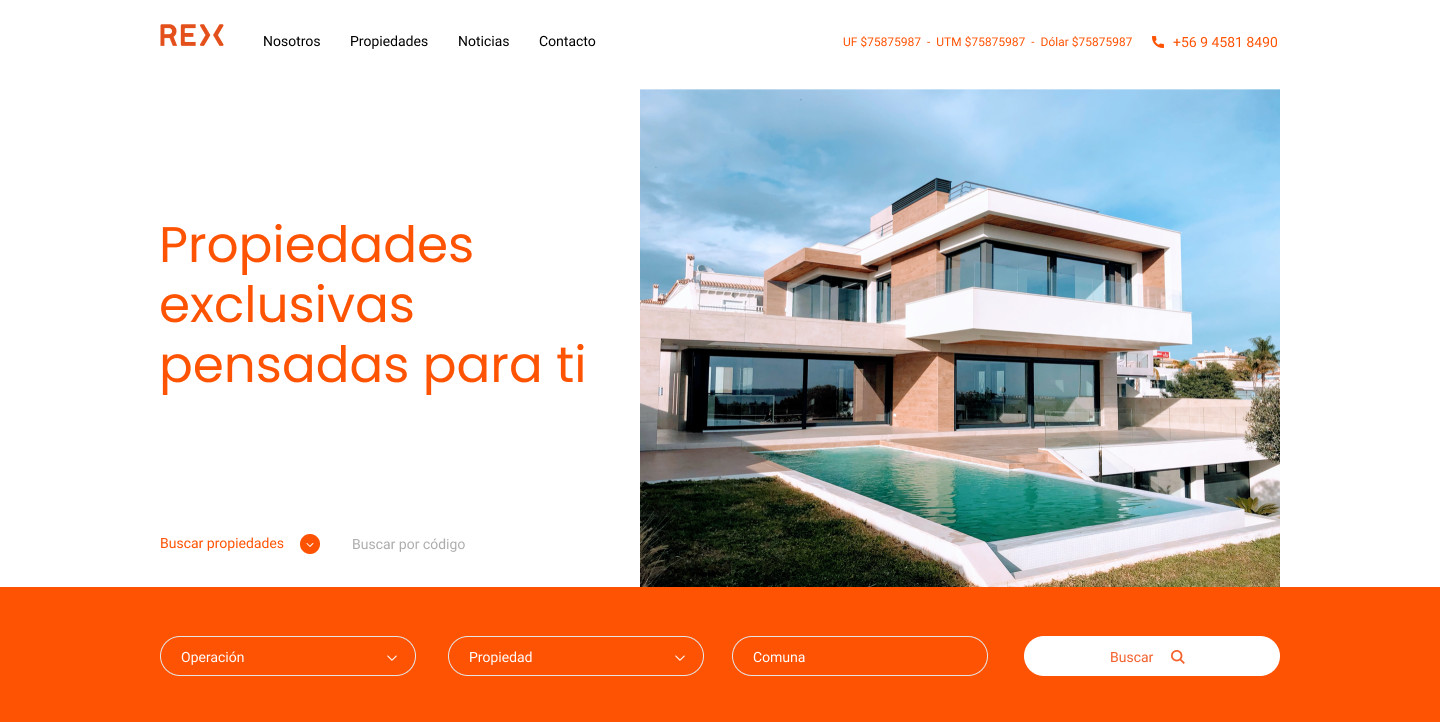 REX
Nosotros Propiedades Noticias Contacto
UF $75875987 - UTM $75875987 - Dólar $75875987
+56 9 4581 8490
Propiedades
exclusivas
pensadas para ti
Buscar propiedades
Buscar por código
Operación
Propiedad
Comuna
Buscar